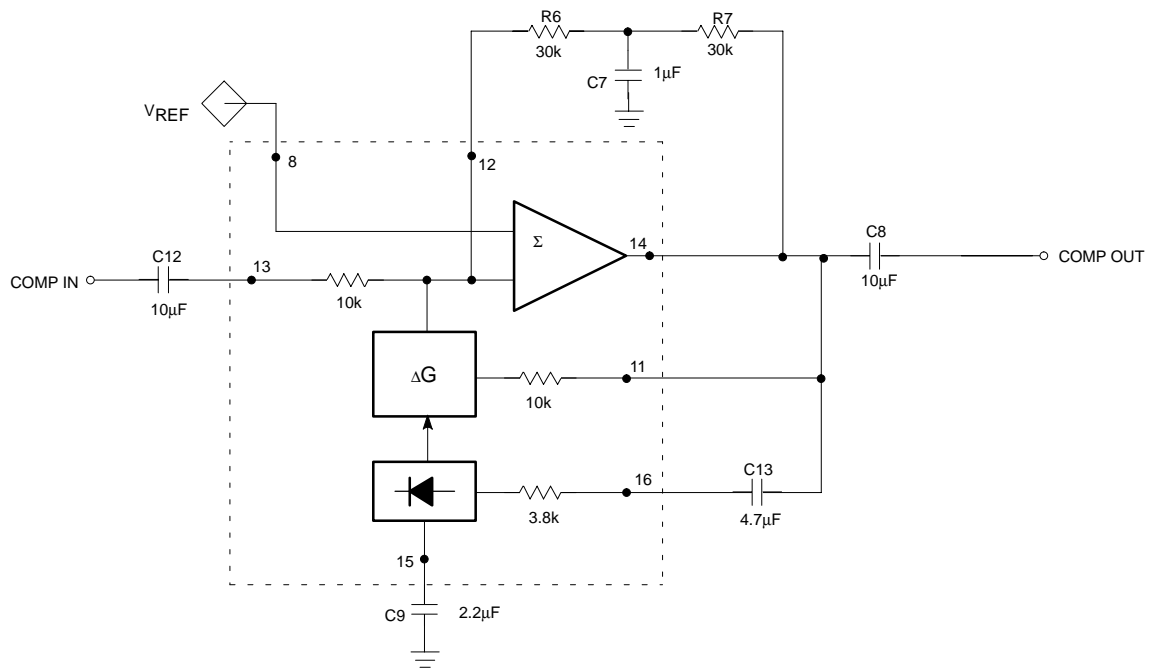 R6
R7
30k
30k
C7
1μF
VREF
8
12
Σ
14
C8
10μF
COMP OUT
COMP IN
C12
10μF
13
10k
ΔG
10k
11
3.8k
16
C13
4.7μF
15
C9
2.2μF